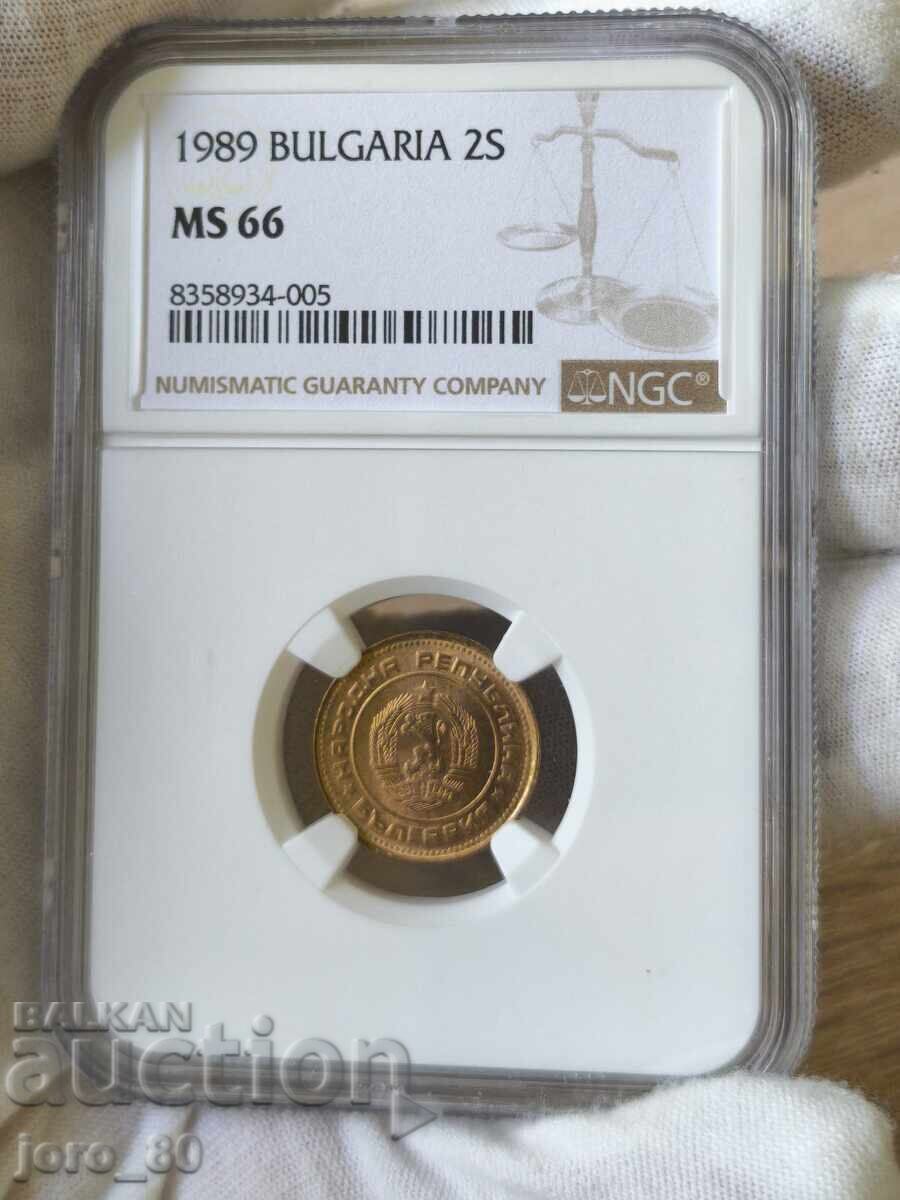 1989 BULGARIA 2S
MS 66
8358934-005
NUMISMATIC GUARANTY COMPANY
NGC®
НАРОДНА РЕПУБЛИКА
БЪЛГАРИЯ
BALKAN
auction
joro_80